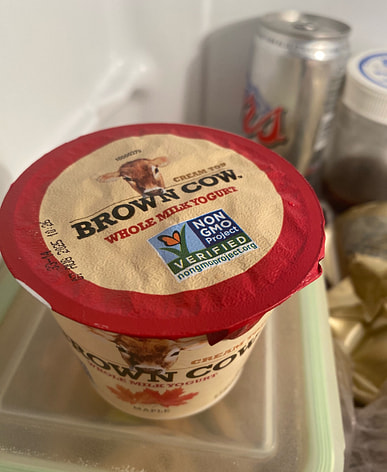 CREAM TOP
BROWN COW.
WHOLE MILK YOGURT
NON
GMO
Project
VERIFIED
nongmoproject.org
BROWN COW
CREAM
WHOLE MILK YOGURT
MAPLE